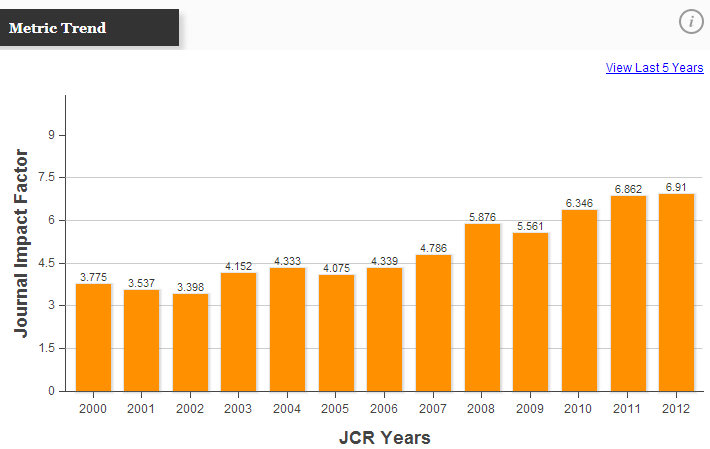 Metric Trend
i
View Last 5 Years
Journal Impact Factor
9
7.5
6
4.5
3
1.5
0
3.775 3.537 3.398 4.152 4.333 4.075 4.339 4.786 5.876 5.561 6.346 6.862 6.91
2000 2001 2002 2003 2004 2005 2006 2007 2008 2009 2010 2011 2012
JCR Years